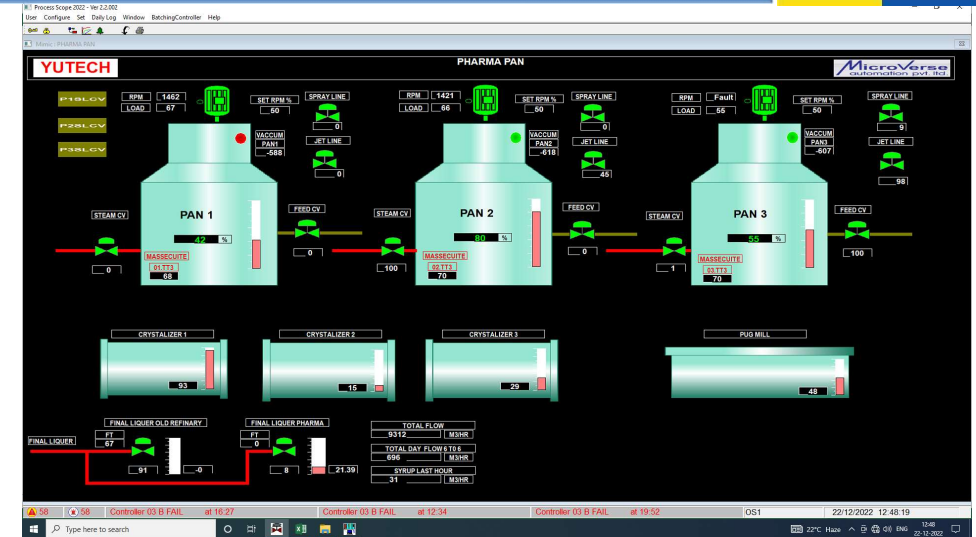 Process Scope 2022 - Ver 2.2.002
User Configure Set Daily Log Window BatchingController Help
Mimic - PHARMA PAN
YUTECH
PHARMA PAN
MicroVerse
automation pvt. ltd.
P1SLCV
P2SLCV
P3SLCV
RPM 1462
LOAD 67
SET RPM %
50
SPRAY LINE
0
VACCUM
PAN1
-588
JET LINE
0
STEAM CV
0
PAN 1
42 %
MASSECUITE
01.TT3
68
FEED CV
0
RPM 1421
LOAD 66
SET RPM %
50
SPRAY LINE
0
VACCUM
PAN2
-618
JET LINE
45
STEAM CV
100
PAN 2
80 %
MASSECUITE
02.TT3
70
FEED CV
0
RPM Fault
LOAD 55
SET RPM %
50
SPRAY LINE
9
VACCUM
PAN3
-607
JET LINE
98
STEAM CV
1
PAN 3
55 %
MASSECUITE
03.TT3
70
FEED CV
100
CRYSTALIZER 1
93
CRYSTALIZER 2
15
CRYSTALIZER 3
29
PUG MILL
48
FINAL LIQUER
FINAL LIQUER OLD REFINARY
FT
67
91
-0
FINAL LIQUER PHARMA
FT
0
8
21.39
TOTAL FLOW
9312 M3/HR
TOTAL DAY FLOW 6 T0 6
696 M3/HR
SYRUP LAST HOUR
31 M3/HR
58 58 Controller 03 B FAIL at 16:27 Controller 03 B FAIL at 12:34 Controller 03 B FAIL at 19:52 OS1 22/12/2022 12:48:19
Type here to search
22°C Haze ENG 12:48
22-12-2022